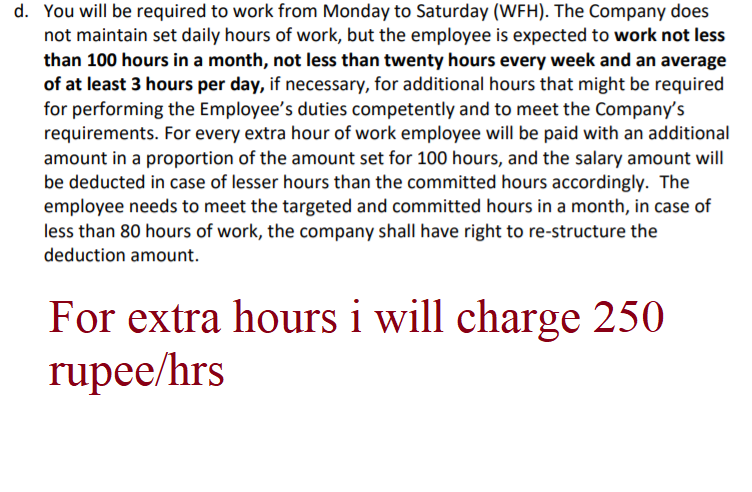 d. You will be required to work from Monday to Saturday (WFH). The Company does
not maintain set daily hours of work, but the employee is expected to work not less
than 100 hours in a month, not less than twenty hours every week and an average
of at least 3 hours per day, if necessary, for additional hours that might be required
for performing the Employee's duties competently and to meet the Company's
requirements. For every extra hour of work employee will be paid with an additional
amount in a proportion of the amount set for 100 hours, and the salary amount will
be deducted in case of lesser hours than the committed hours accordingly.  The
employee needs to meet the targeted and committed hours in a month, in case of
less than 80 hours of work, the company shall have right to re-structure the
deduction amount.
For extra hours i will charge 250
rupee/hrs